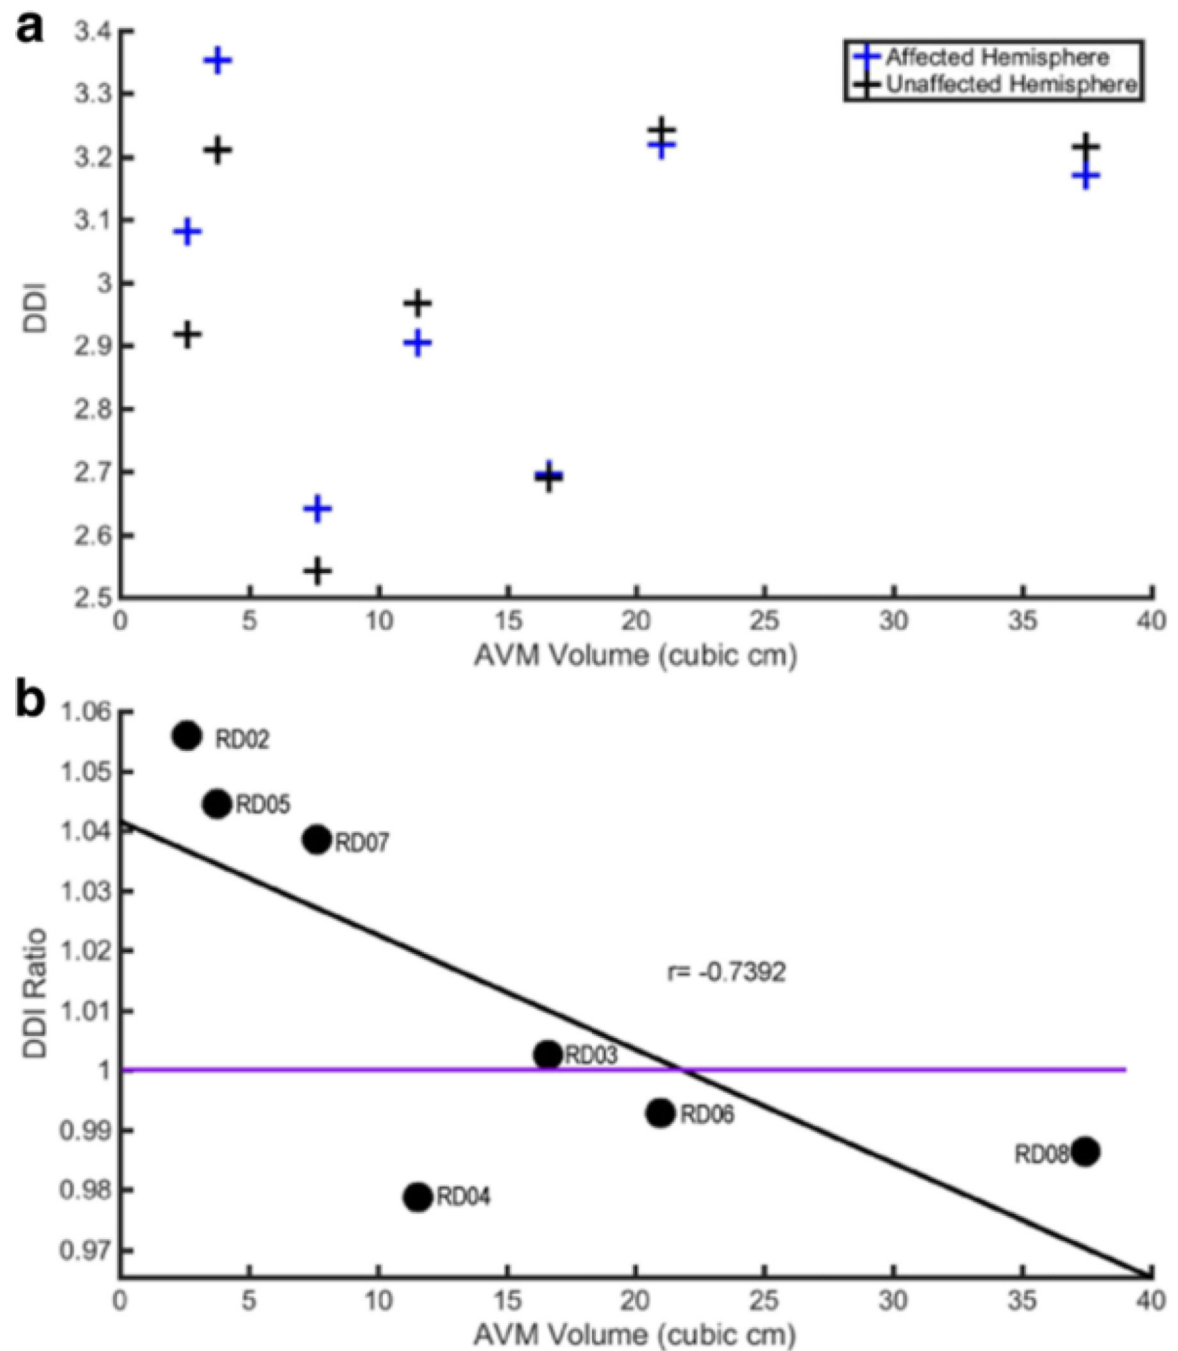 a
3.4
3.3
3.2
3.1
3
2.9
2.8
2.7
2.6
2.5
DDI
Affected Hemisphere
Unaffected Hemisphere
0 5 10 15 20 25 30 35 40
AVM Volume (cubic cm)
b
1.06
1.05
1.04
1.03
1.02
1.01
1
0.99
0.98
0.97
DDI Ratio
RD02
RD05
RD07
r= -0.7392
RD03
RD06
RD08
RD04
0 5 10 15 20 25 30 35 40
AVM Volume (cubic cm)